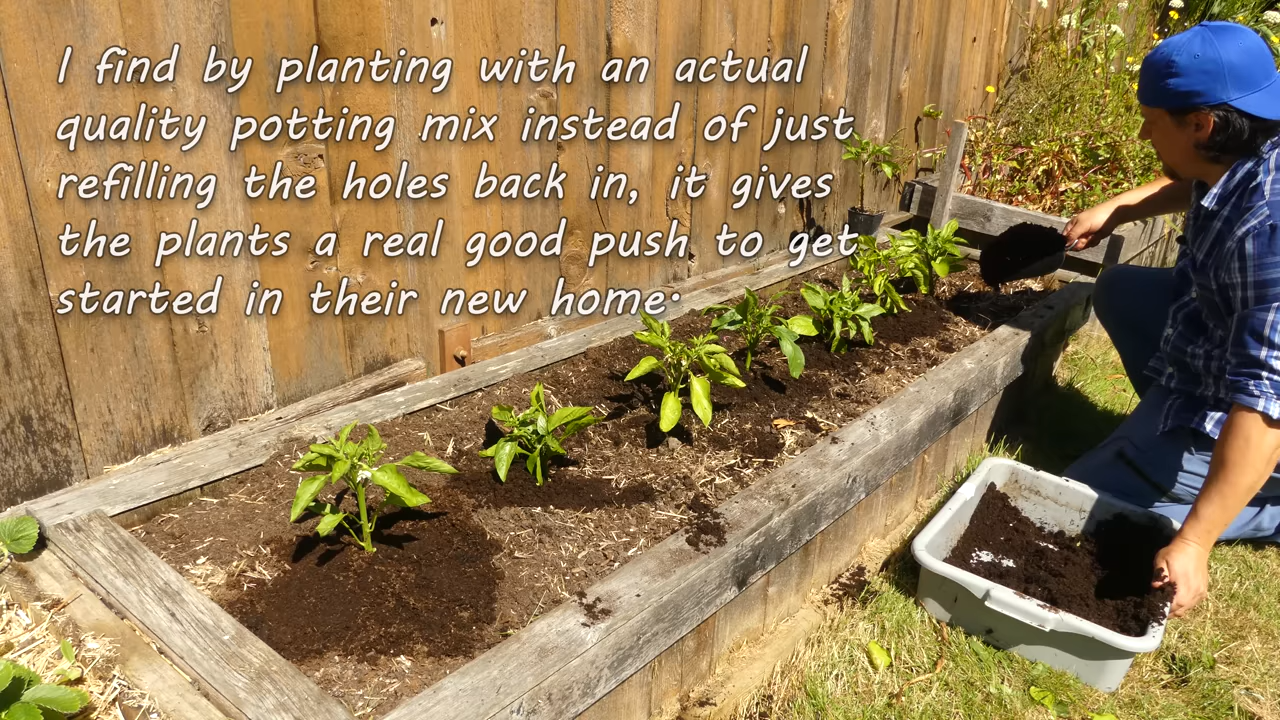 I find by planting with an actual
quality potting mix instead of just
refilling the holes back in, it gives
the plants a real good push to get
started in their new home.